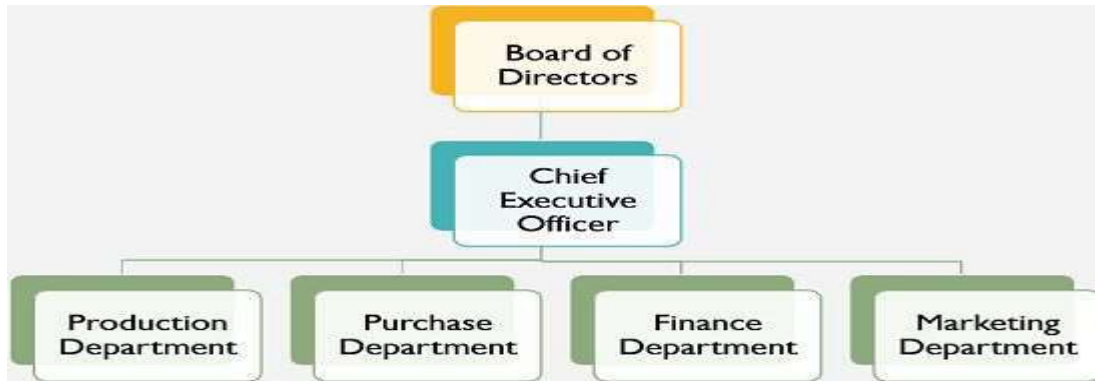 Board of
Directors
Chief
Executive
Officer
Production
Department
Purchase
Department
Finance
Department
Marketing
Department